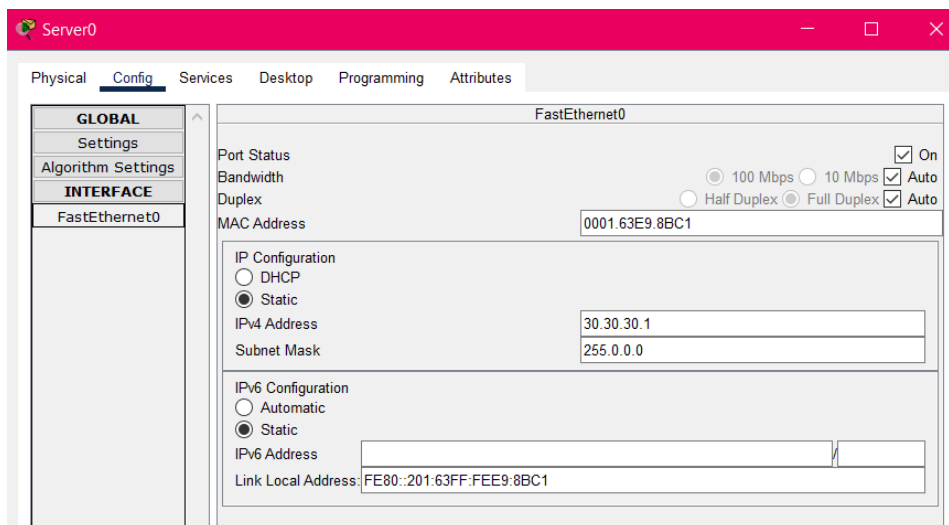 Server0
Physical Config Services Desktop Programming Attributes
GLOBAL
Settings
Algorithm Settings
INTERFACE
FastEthernet0
FastEthernet0
Port Status On
Bandwidth 100 Mbps 10 Mbps Auto
Duplex Half Duplex Full Duplex Auto
MAC Address 0001.63E9.8BC1
IP Configuration
DHCP
Static
IPv4 Address 30.30.30.1
Subnet Mask 255.0.0.0
IPv6 Configuration
Automatic
Static
IPv6 Address /
Link Local Address: FE80::201:63FF:FEE9:8BC1